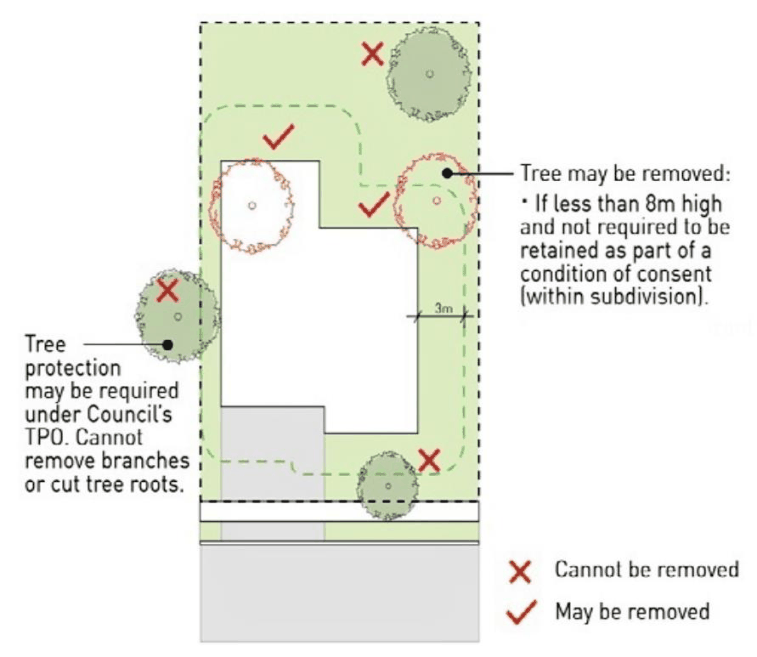 Tree may be removed:
• If less than 8m high
and not required to be
retained as part of a
condition of consent
(within subdivision).
3m
Tree
protection
may be required
under Council's
TPO. Cannot
remove branches
or cut tree roots.
Cannot be removed
May be removed